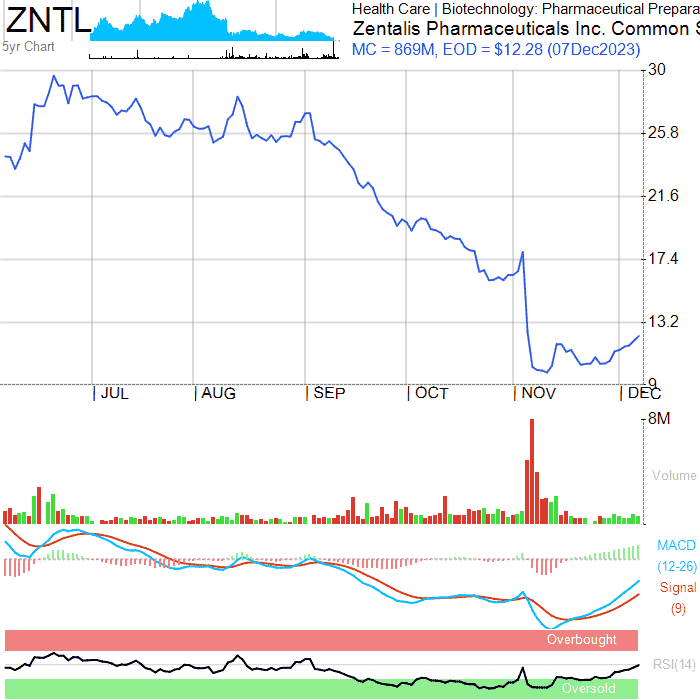 ZNTL
5yr Chart
Health Care | Biotechnology: Pharmaceutical Prepara
Zentalis Pharmaceuticals Inc. Common S
MC = 869M, EOD = $12.28 (07Dec2023)
30
25.8
21.6
17.4
13.2
9
JUL
AUG
SEP
OCT
NOV
DEC
8M
Volume
MACD
(12-26)
Signal
(9)
Overbought
RSI(14)
Oversold